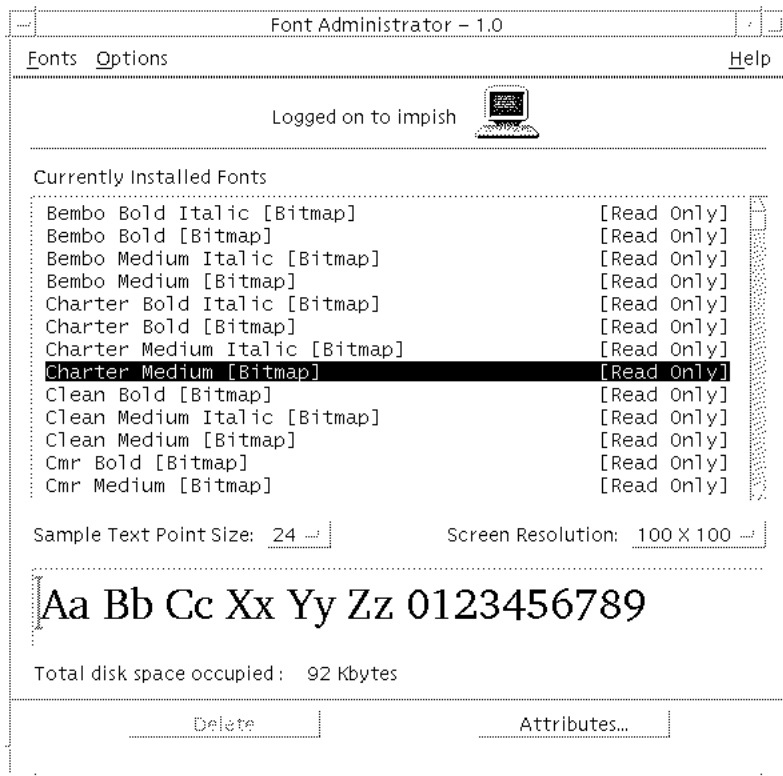 Font Administrator – 1.0
Fonts Options Help
Logged on to impish
Currently Installed Fonts
Bembo Bold Italic [Bitmap] [Read Only]
Bembo Bold [Bitmap] [Read Only]
Bembo Medium Italic [Bitmap] [Read Only]
Bembo Medium [Bitmap] [Read Only]
Charter Bold Italic [Bitmap] [Read Only]
Charter Bold [Bitmap] [Read Only]
Charter Medium Italic [Bitmap] [Read Only]
Charter Medium [Bitmap] [Read Only]
Clean Bold [Bitmap] [Read Only]
Clean Medium Italic [Bitmap] [Read Only]
Clean Medium [Bitmap] [Read Only]
Cmr Bold [Bitmap] [Read Only]
Cmr Medium [Bitmap] [Read Only]
Sample Text Point Size: 24 Screen Resolution: 100 X 100
Aa Bb Cc Xx Yy Zz 0123456789
Total disk space occupied : 92 Kbytes
Delete Attributes...